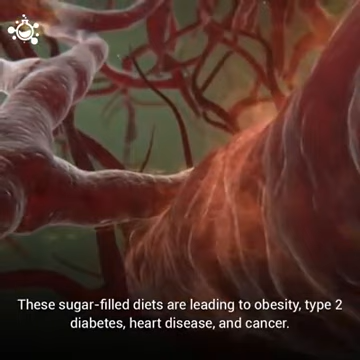 These sugar-filled diets are leading to obesity, type 2
diabetes, heart disease, and cancer.